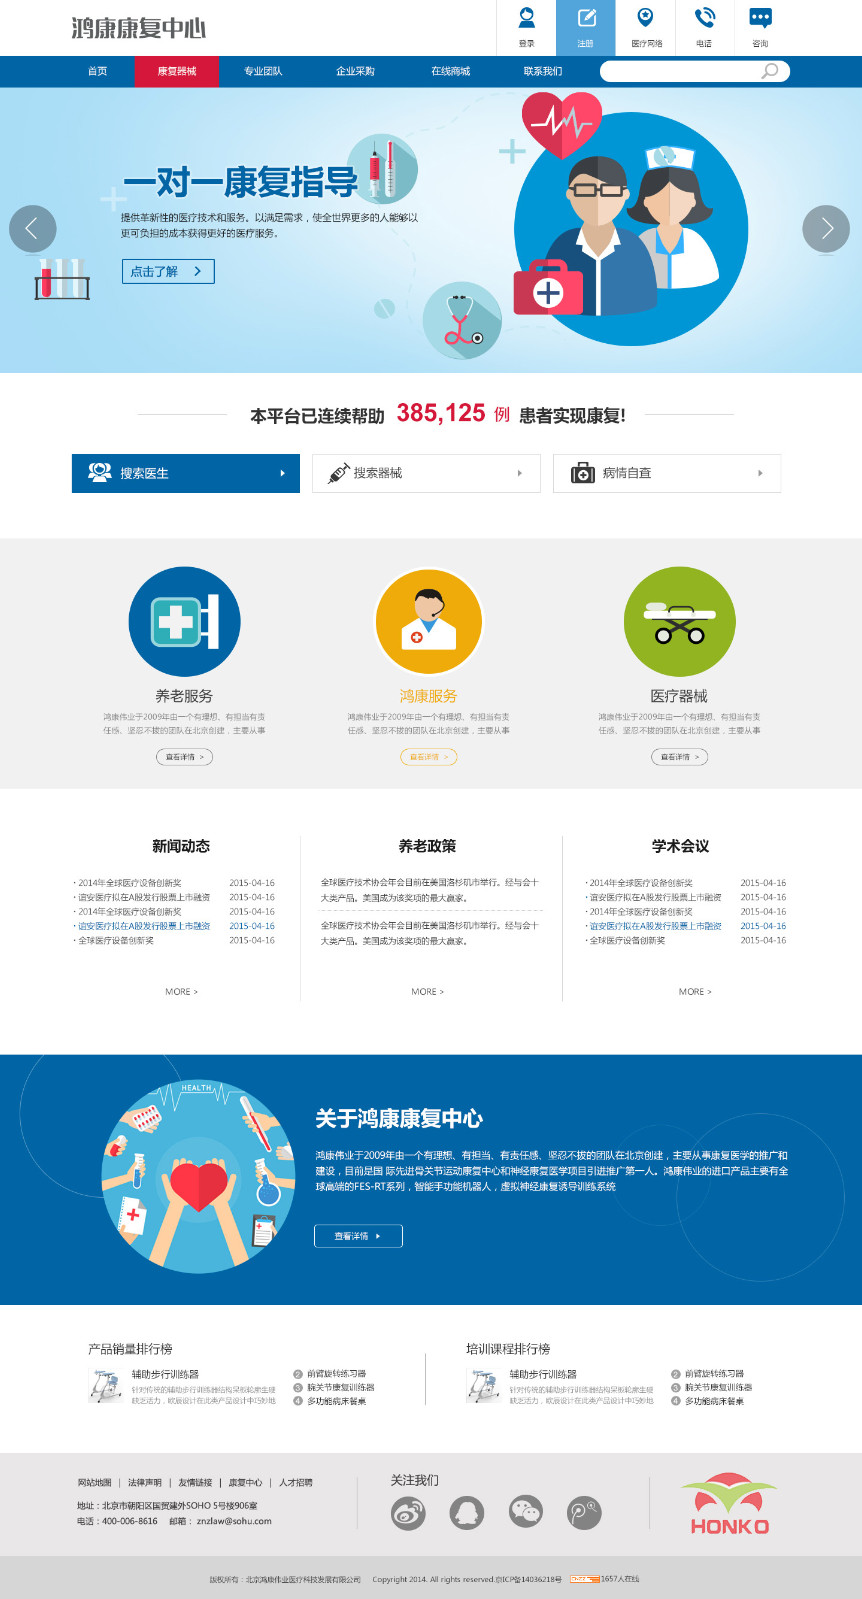 鸿康康复中心
登录
注册
医疗网络
电话
咨询
首页
康复器械
专业团队
企业采购
在线商城
联系我们
一对一康复指导
提供革新性的医疗技术和服务。以满足需求，使全世界更多的人能够以
更可负担的成本获得更好的医疗服务。
点击了解 >
本平台已连续帮助 385,125 例 患者实现康复!
搜索医生
搜索器械
病情自查
养老服务
鸿康伟业于2009年由一个有理想、有担当有责
任感、坚忍不拔的团队在北京创建，主要从事
查看详情 >
鸿康服务
鸿康伟业于2009年由一个有理想、有担当有责
任感、坚忍不拔的团队在北京创建，主要从事
查看详情 >
医疗器械
鸿康伟业于2009年由一个有理想、有担当有责
任感、坚忍不拔的团队在北京创建，主要从事
查看详情 >
新闻动态
· 2014年全球医疗设备创新奖 2015-04-16
· 谊安医疗拟在A股发行股票上市融资 2015-04-16
· 2014年全球医疗设备创新奖 2015-04-16
· 谊安医疗拟在A股发行股票上市融资 2015-04-16
· 全球医疗设备创新奖 2015-04-16
MORE >
养老政策
全球医疗技术协会年会目前在美国洛杉矶市举行。经与会十
大类产品。美国成为该奖项的最大赢家。
全球医疗技术协会年会目前在美国洛杉矶市举行。经与会十
大类产品。美国成为该奖项的最大赢家。
MORE >
学术会议
· 2014年全球医疗设备创新奖 2015-04-16
· 谊安医疗拟在A股发行股票上市融资 2015-04-16
· 2014年全球医疗设备创新奖 2015-04-16
· 谊安医疗拟在A股发行股票上市融资 2015-04-16
· 全球医疗设备创新奖 2015-04-16
MORE >
HEALTH
关于鸿康康复中心
鸿康伟业于2009年由一个有理想、有担当、有责任感、坚忍不拔的团队在北京创建，主要从事康复医学的推广和
建设，目前是国 际先进骨关节运动康复中心和神经康复医学项目引进推广第一人。鸿康伟业的进口产品主要有全
球高端的FES-RT系列，智能手功能机器人，虚拟神经康复诱导训练系统
查看详情
产品销量排行榜
辅助步行训练器
针对传统的辅助步行训练器结构呆板轮廓生硬
缺乏活力，欧盾设计在此类产品设计中巧妙地
2 前臂旋转练习器
3 腕关节康复训练器
4 多功能病床餐桌
培训课程排行榜
辅助步行训练器
针对传统的辅助步行训练器结构呆板轮廓生硬
缺乏活力，欧盾设计在此类产品设计中巧妙地
2 前臂旋转练习器
3 腕关节康复训练器
4 多功能病床餐桌
网站地图 | 法律声明 | 友情链接 | 康复中心 | 人才招聘
地址：北京市朝阳区国贸建外SOHO 5号楼906室
电话：400-006-8616 邮箱： znzlaw@sohu.com
关注我们
HONKO
版权所有：北京鸿康伟业医疗科技发展有限公司 Copyright 2014. All rights reserved.京ICP备14036218号 1657人在线